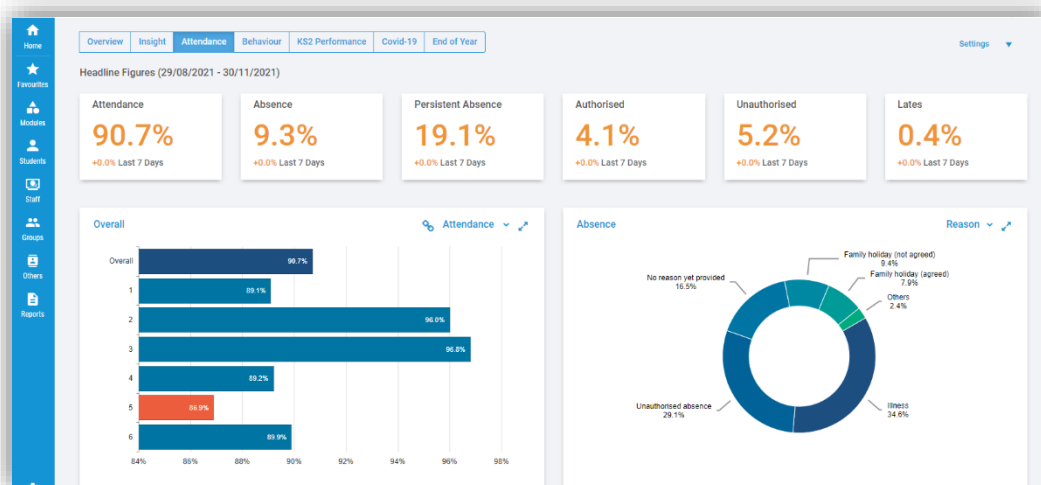 Home
Favourites
Modules
Students
Staff
Groups
Others
Reports
Overview Insight Attendance Behaviour KS2 Performance Covid-19 End of Year
Settings
Headline Figures (29/08/2021 - 30/11/2021)
Attendance
90.7%
+0.0% Last 7 Days
Absence
9.3%
+0.0% Last 7 Days
Persistent Absence
19.1%
+0.0% Last 7 Days
Authorised
4.1%
+0.0% Last 7 Days
Unauthorised
5.2%
+0.0% Last 7 Days
Lates
0.4%
+0.0% Last 7 Days
Overall Attendance
Overall 90.7%
1 89.1%
2 96.0%
3 96.8%
4 89.2%
5 86.9%
6 89.9%
84% 86% 88% 90% 92% 94% 96% 98%
Absence Reason
Family holiday (not agreed)
9.4%
Family holiday (agreed)
7.9%
Others
2.4%
No reason yet provided
16.5%
Unauthorised absence
29.1%
Illness
34.6%